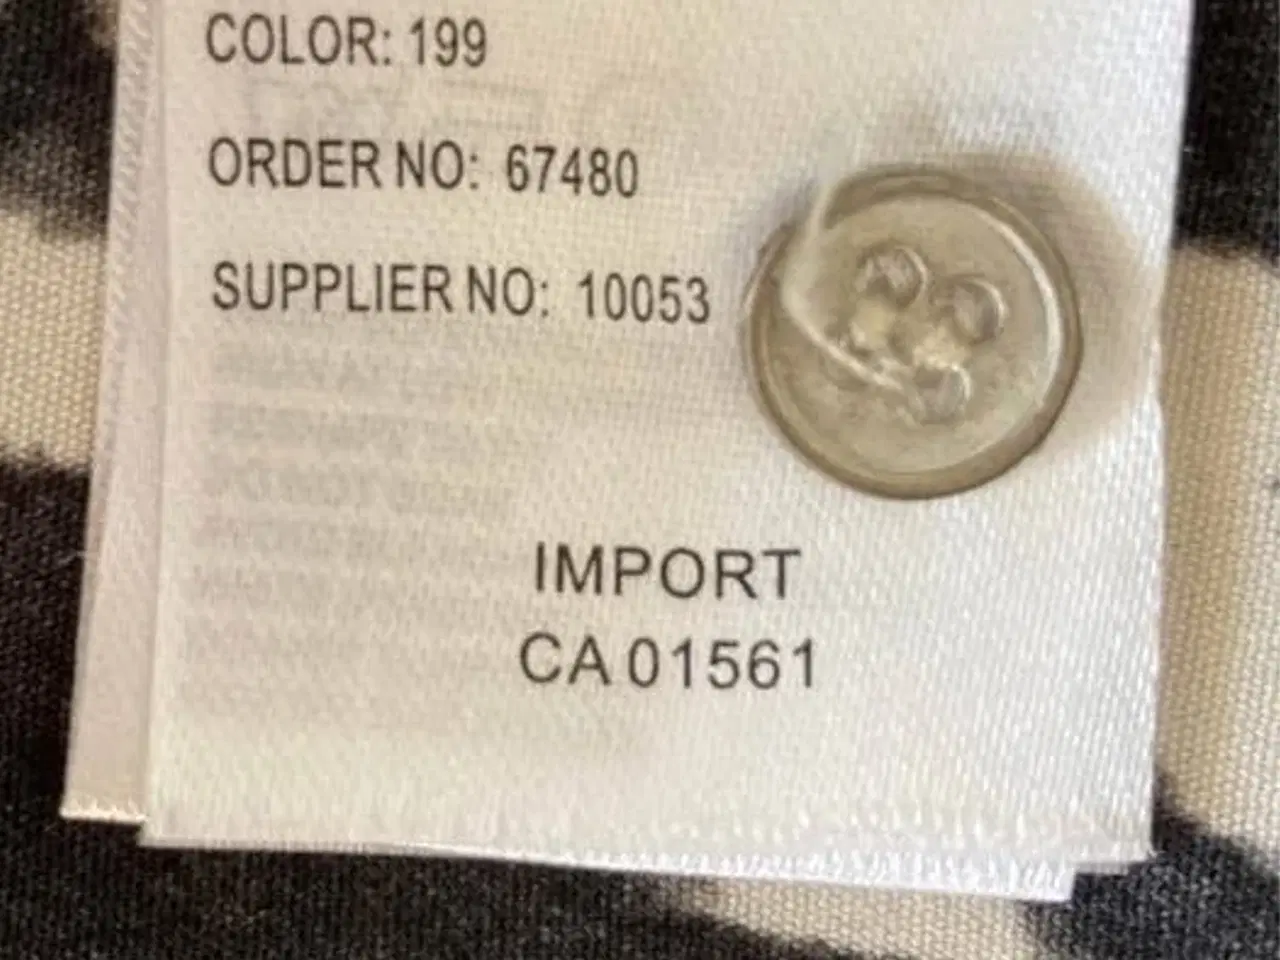 COLOR: 199
ORDER NO: 67480
SUPPLIER NO: 10053
IMPORT
CA 01561